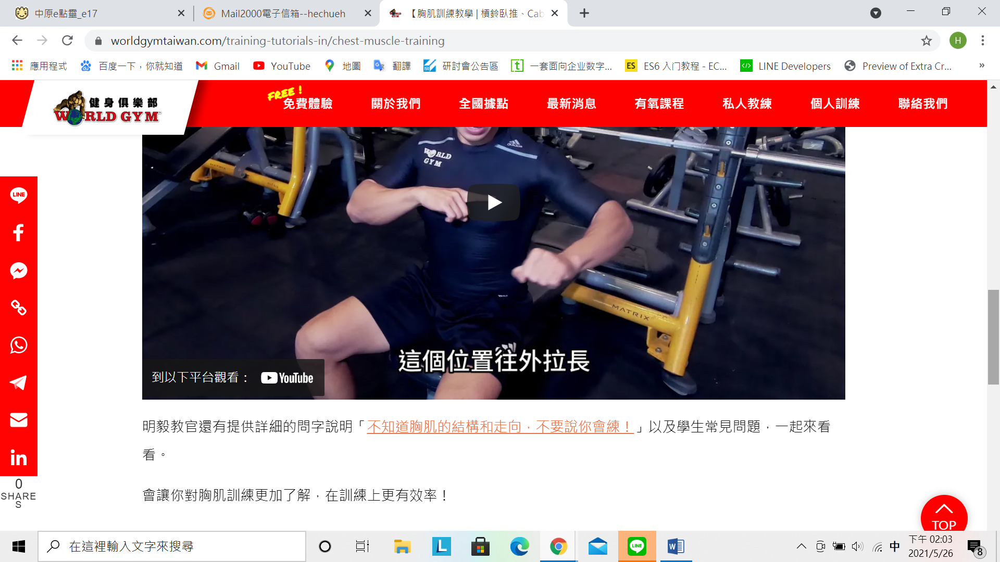 中原e點靈_e17
Mail2000電子信箱--hechueh
【胸肌訓練教學 | 槓鈴臥推、Cab
worldgymtaiwan.com/training-tutorials-in/chest-muscle-training
H
應用程式
百度一下，你就知道
Gmail
YouTube
地圖
翻譯
研討會公告區
一套面向企业数字...
ES6 入门教程 - EC...
LINE Developers
Preview of Extra Cr...
»
健身俱樂部
WORLD GYM
FREE！
免費體驗
關於我們
全國據點
最新消息
有氧課程
私人教練
個人訓練
聯絡我們
adidas
WORLD
GYM
MATRIX
MATRIX
這個位置往外拉長
到以下平台觀看：
YouTube
LINE
0
SHARE
S
明毅教官還有提供詳細的問字說明「不知道胸肌的結構和走向，不要說你會練！」以及學生常見問題，一起來看
看。
會讓你對胸肌訓練更加了解，在訓練上更有效率！
TOP
在這裡輸入文字來搜尋
中
下午 02:03
2021/5/26
8